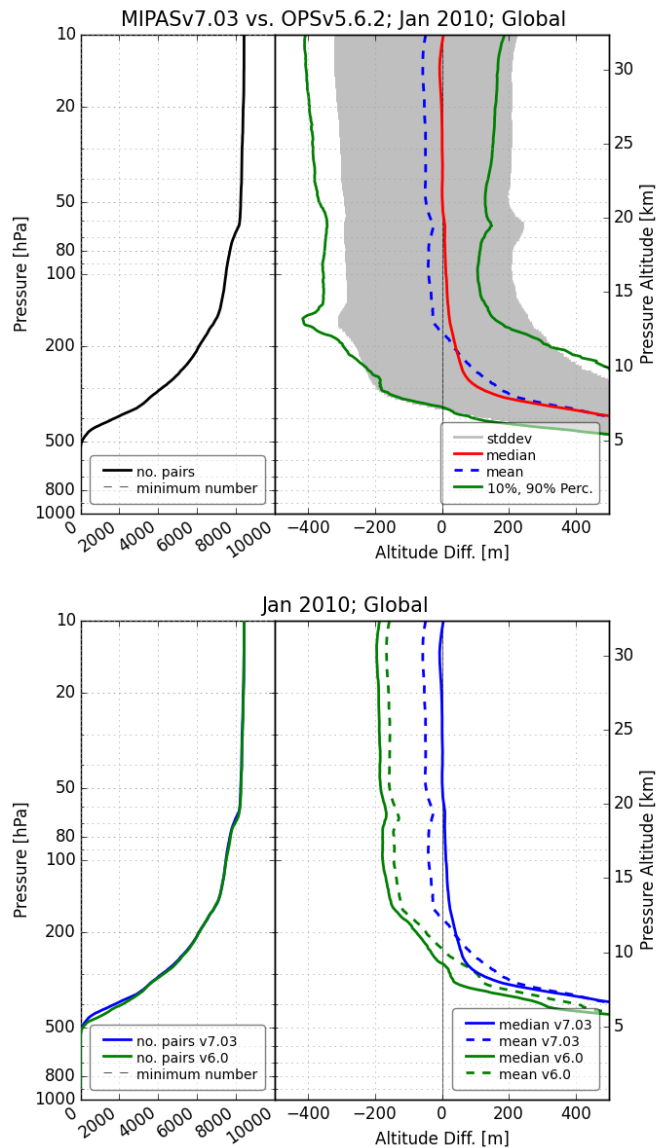 MIPASv7.03 vs. OPSv5.6.2; Jan 2010; Global
Pressure [hPa]
10
20
50
80
100
200
500
800
1000
no. pairs
minimum number
0
2000
4000
6000
8000
10000
stddev
median
mean
10%, 90% Perc.
−400
−200
0
200
400
Altitude Diff. [m]
30
25
20
15
10
5
Pressure Altitude [km]
Jan 2010; Global
Pressure [hPa]
10
20
50
80
100
200
500
800
1000
no. pairs v7.03
no. pairs v6.0
minimum number
0
2000
4000
6000
8000
10000
median v7.03
mean v7.03
median v6.0
mean v6.0
−400
−200
0
200
400
Altitude Diff. [m]
30
25
20
15
10
5
Pressure Altitude [km]